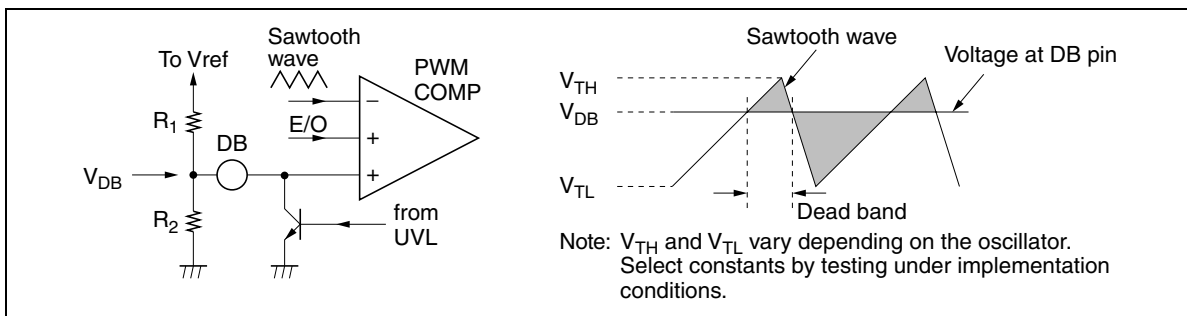 Sawtooth
wave
To Vref
PWM
COMP
R1
−
E/O
+
DB
+
VDB
R2
from
UVL
Sawtooth wave
Voltage at DB pin
VTH
VDB
VTL
Dead band
Note: VTH and VTL vary depending on the oscillator.
Select constants by testing under implementation
conditions.